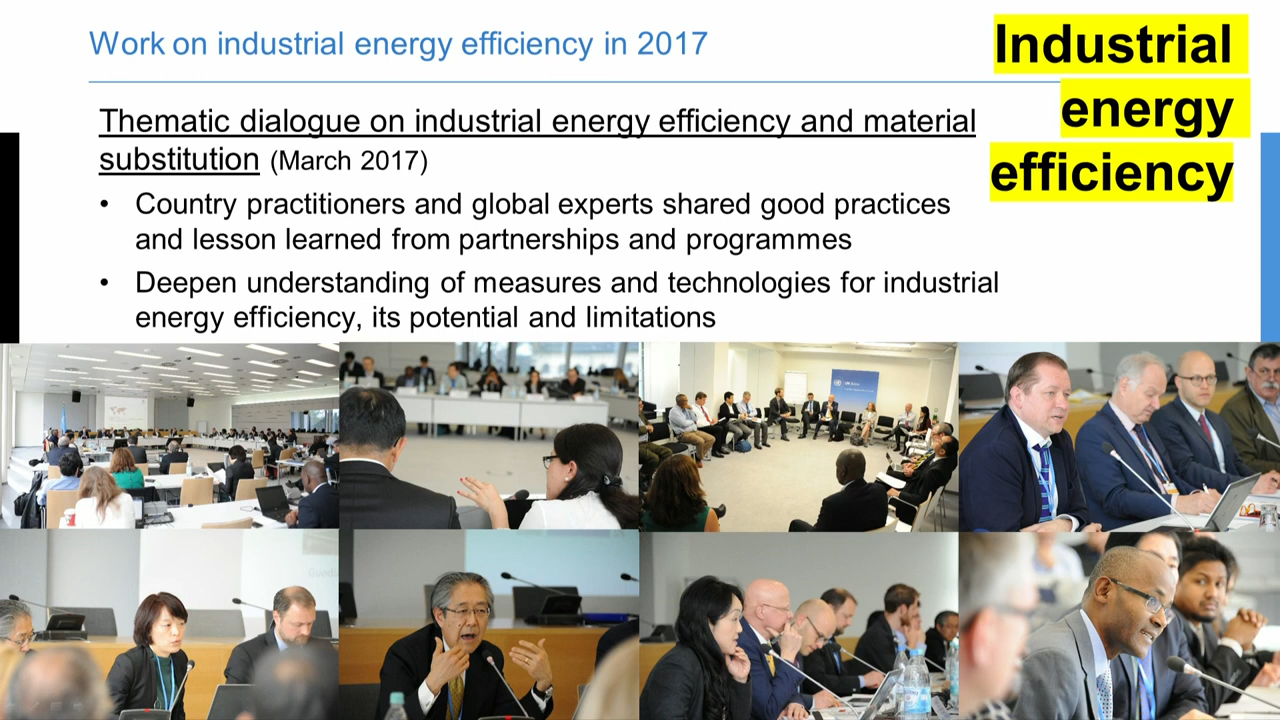 Work on industrial energy efficiency in 2017
Industrial
energy
efficiency
Thematic dialogue on industrial energy efficiency and material
substitution (March 2017)
• Country practitioners and global experts shared good practices
and lesson learned from partnerships and programmes
• Deepen understanding of measures and technologies for industrial
energy efficiency, its potential and limitations